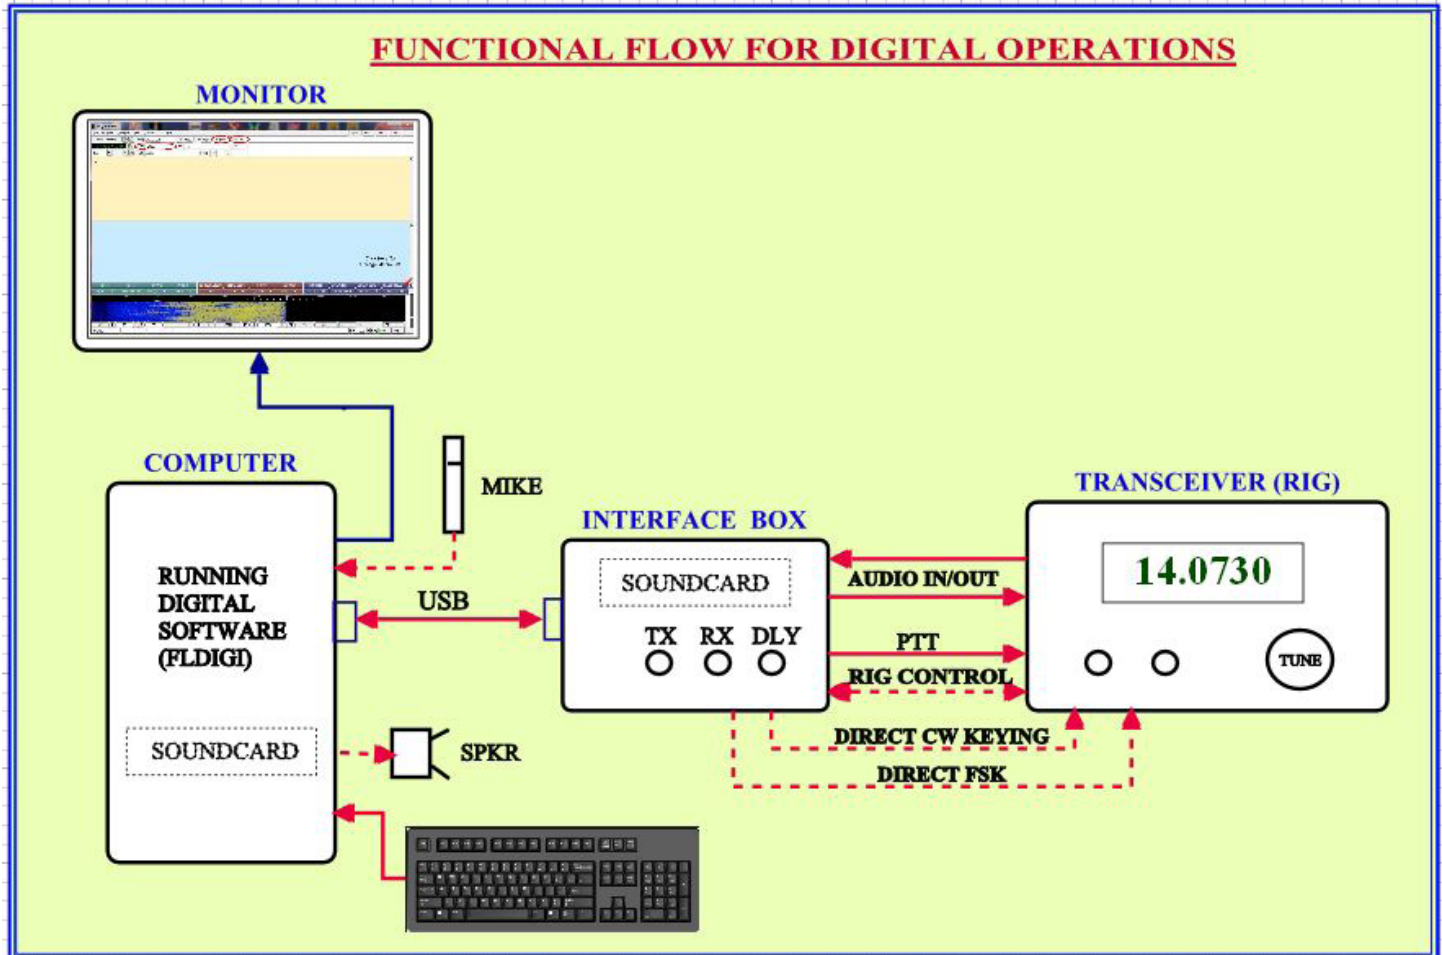 FUNCTIONAL FLOW FOR DIGITAL OPERATIONS
MONITOR
COMPUTER
MIKE
RUNNING
DIGITAL
SOFTWARE
(FLDIGI)
USB
SOUNDCARD
SPKR
INTERFACE BOX
SOUNDCARD
TX RX DLY
AUDIO IN/OUT
PTT
RIG CONTROL
DIRECT CW KEYING
DIRECT FSK
TRANSCEIVER (RIG)
14.0730
TUNE